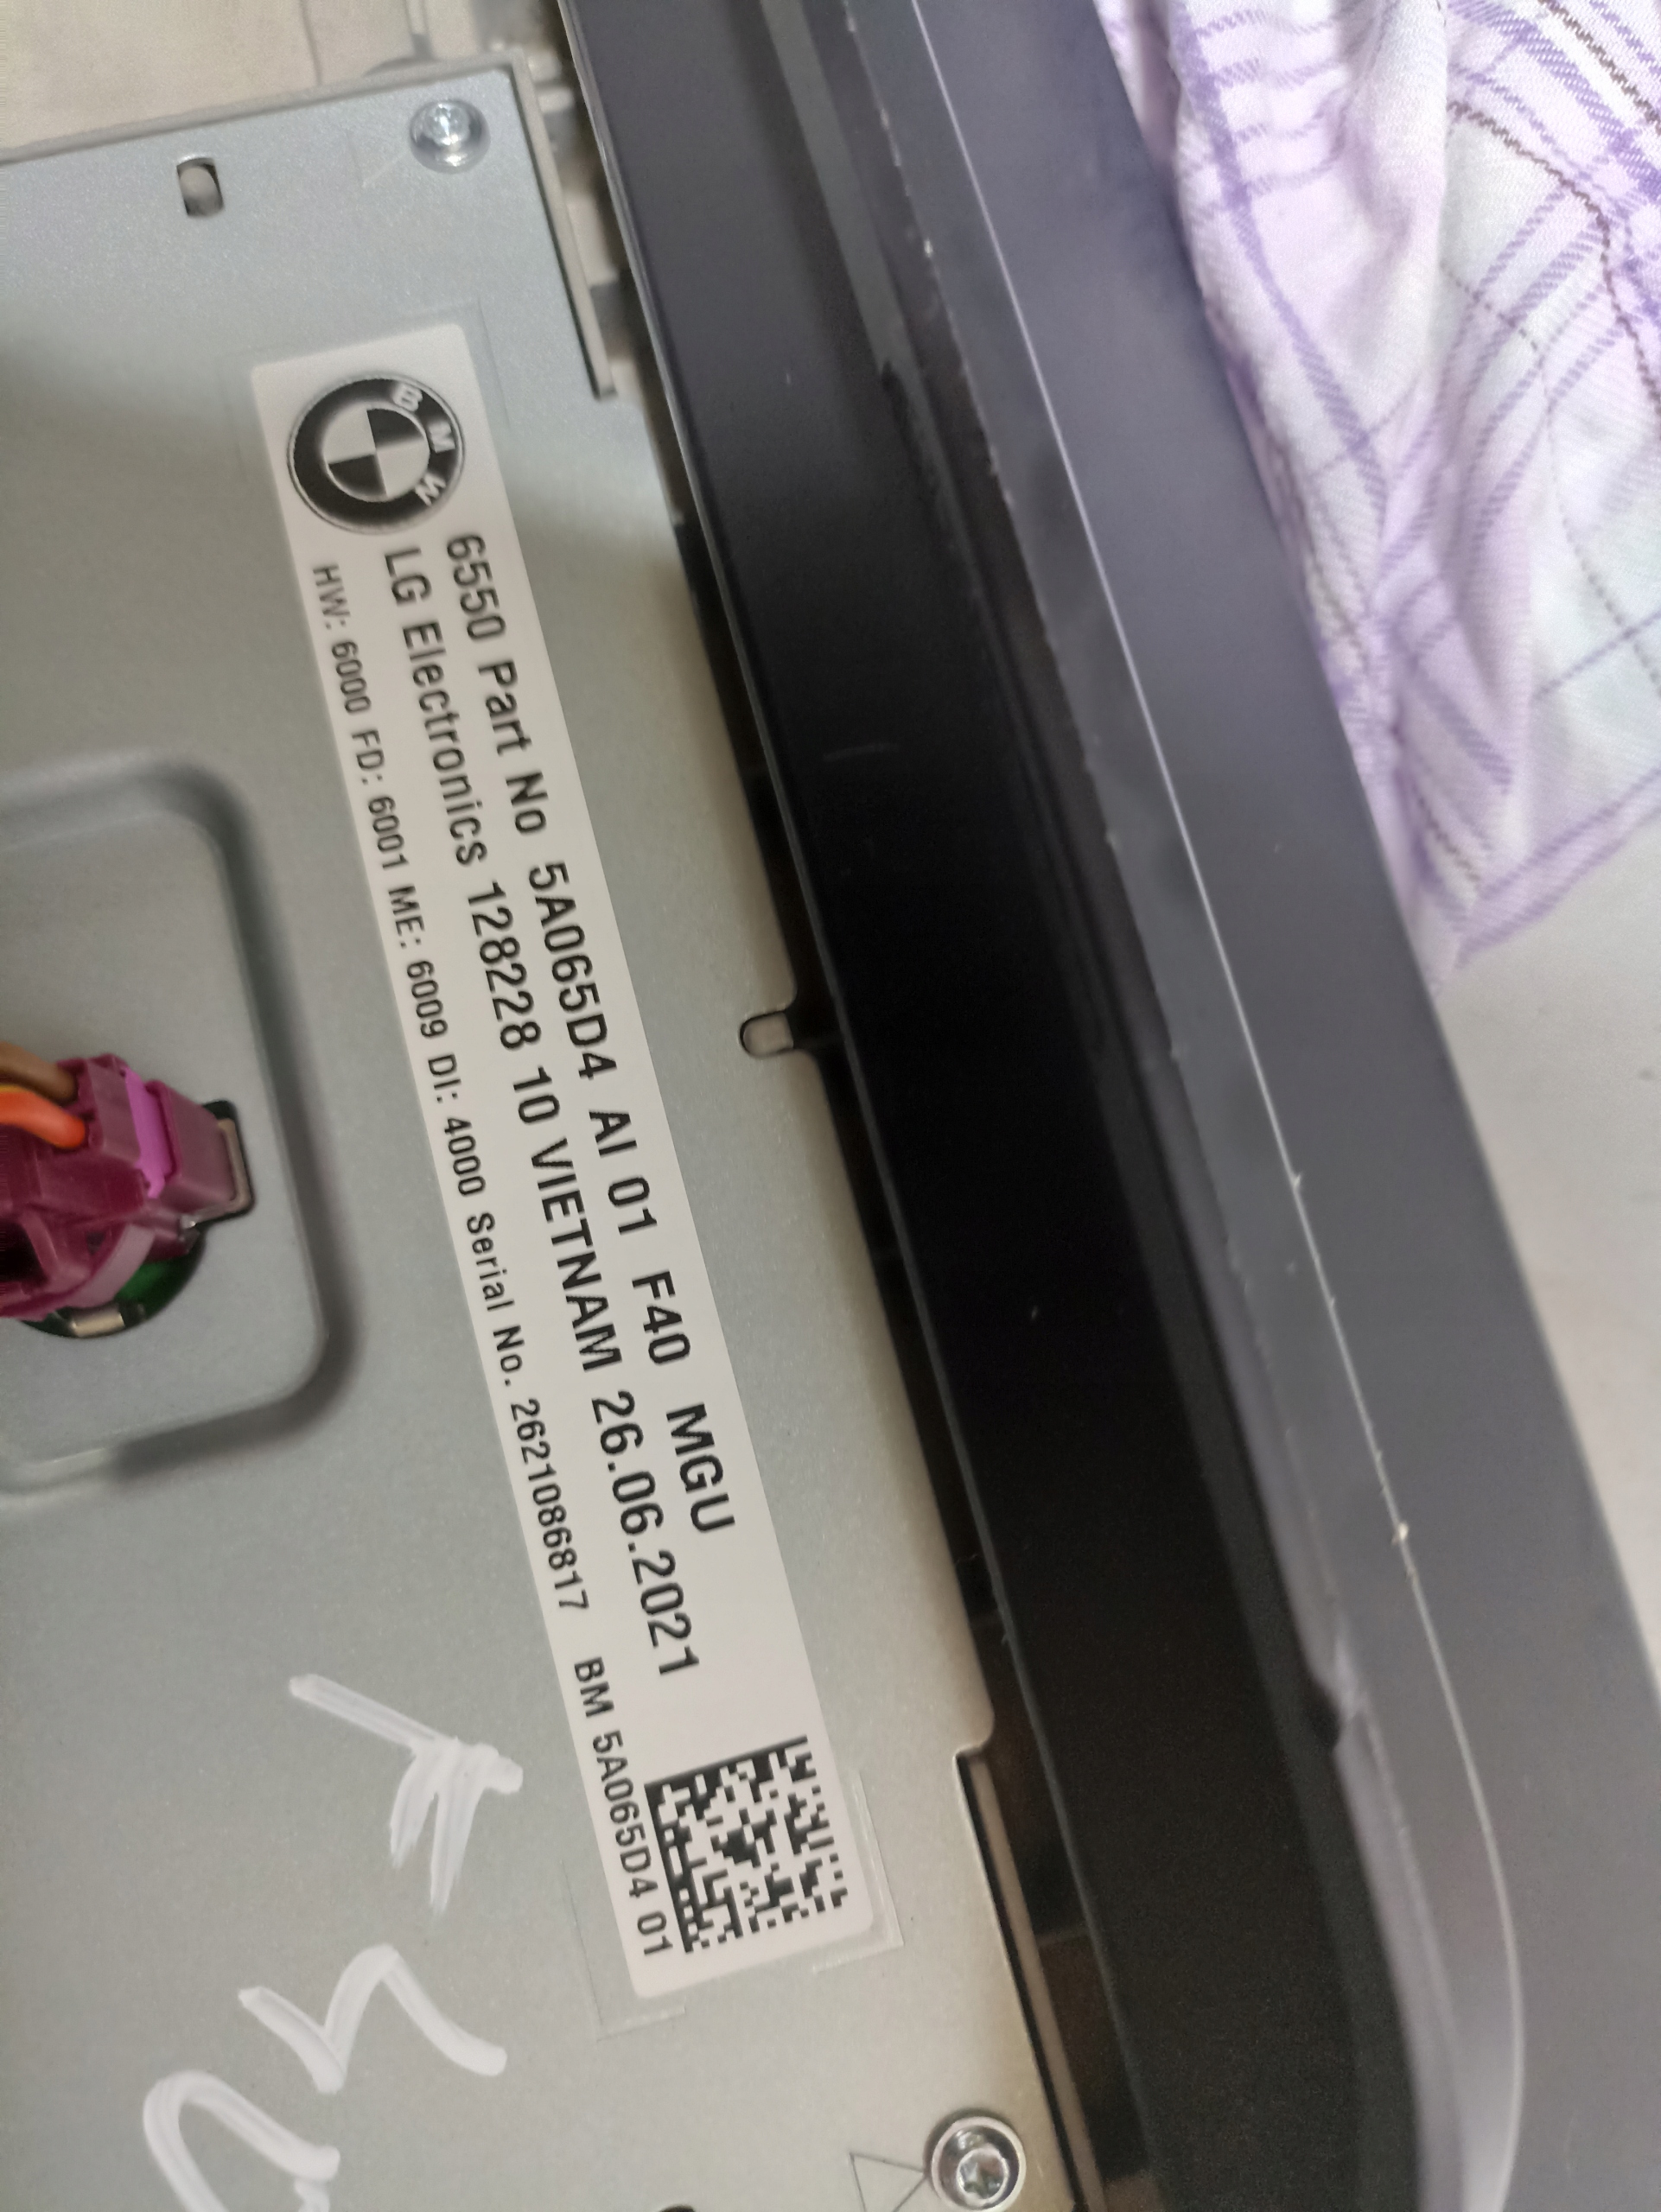 BMW
6550 Part No 5A065D4 AI 01 F40 MGU
LG Electronics 128228 10 VIETNAM 26.06.2021
HW: 6000 FD: 6001 ME: 6009 DI: 4000 Serial No. 2621086817 BM 5A065D4 01